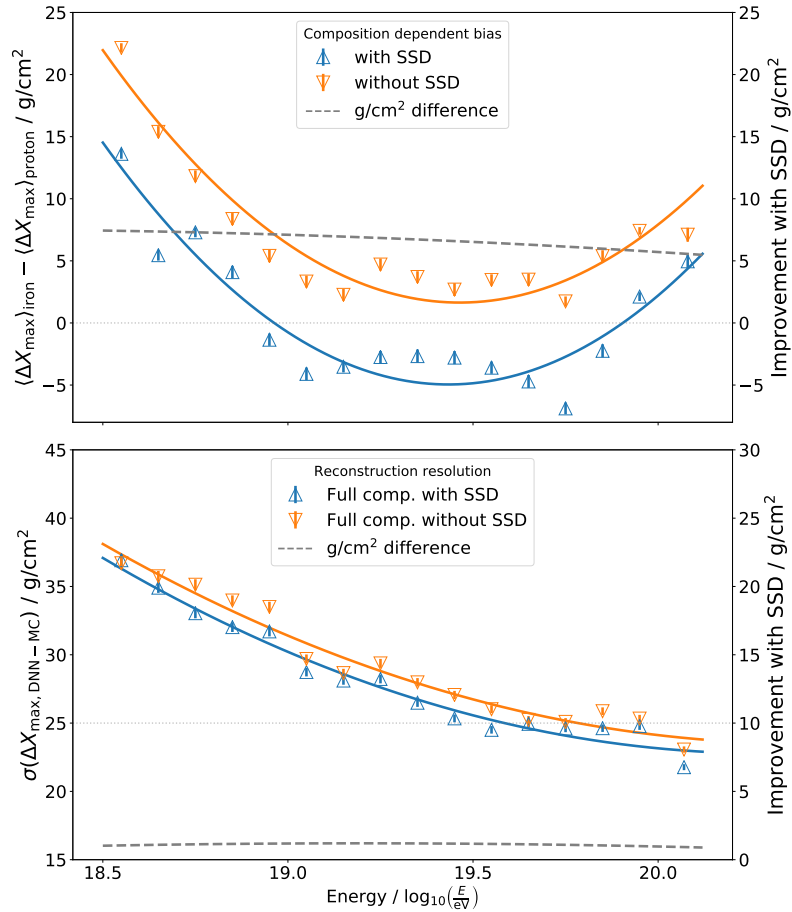 25
20
15
10
5
0
−5
⟨ΔXmax⟩iron − ⟨ΔXmax⟩proton / g/cm²
Composition dependent bias
with SSD
without SSD
g/cm² difference
25
20
15
10
5
0
−5
Improvement with SSD / g/cm²
45
40
35
30
25
20
15
σ(ΔXmax, DNN − MC) / g/cm²
Reconstruction resolution
Full comp. with SSD
Full comp. without SSD
g/cm² difference
30
25
20
15
10
5
0
Improvement with SSD / g/cm²
18.5 19.0 19.5 20.0
Energy / log₁₀(E/eV)